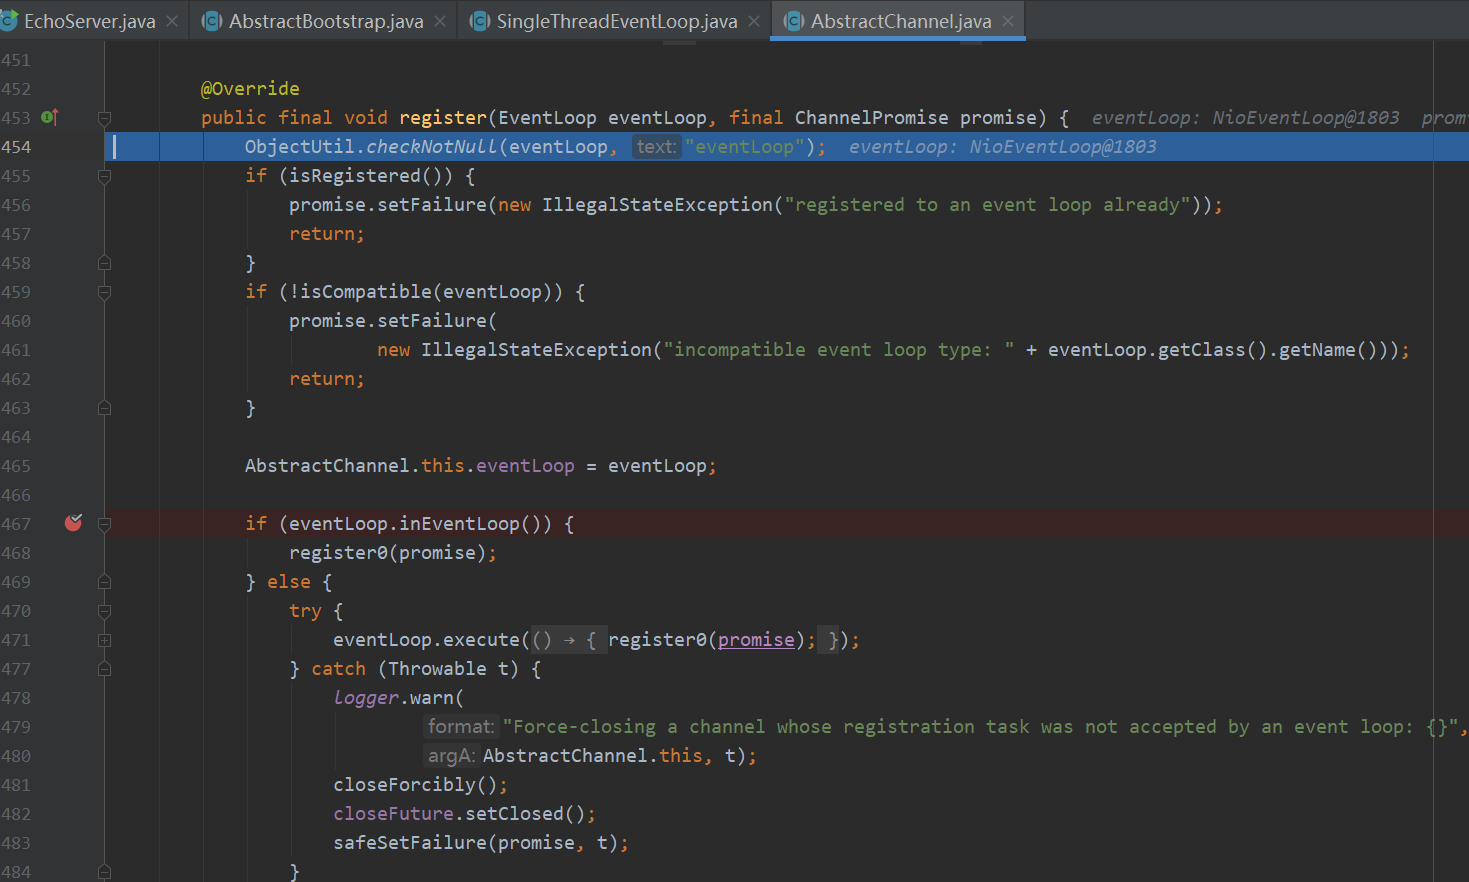 EchoServer.java AbstractBootstrap.java SingleThreadEventLoop.java AbstractChannel.java
451
452 @Override
453 public final void register(EventLoop eventLoop, final ChannelPromise promise) { eventLoop: NioEventLoop@1803 prom
454 ObjectUtil.checkNotNull(eventLoop, text: "eventLoop"); eventLoop: NioEventLoop@1803
455 if (isRegistered()) {
456 promise.setFailure(new IllegalStateException("registered to an event loop already"));
457 return;
458 }
459 if (!isCompatible(eventLoop)) {
460 promise.setFailure(
461 new IllegalStateException("incompatible event loop type: " + eventLoop.getClass().getName()));
462 return;
463 }
464
465 AbstractChannel.this.eventLoop = eventLoop;
466
467 if (eventLoop.inEventLoop()) {
468 register0(promise);
469 } else {
470 try {
471 eventLoop.execute(() → { register0(promise); });
477 } catch (Throwable t) {
478 logger.warn(
479 format: "Force-closing a channel whose registration task was not accepted by an event loop: {}",
480 argA: AbstractChannel.this, t);
481 closeForcibly();
482 closeFuture.setClosed();
483 safeSetFailure(promise, t);
484 }